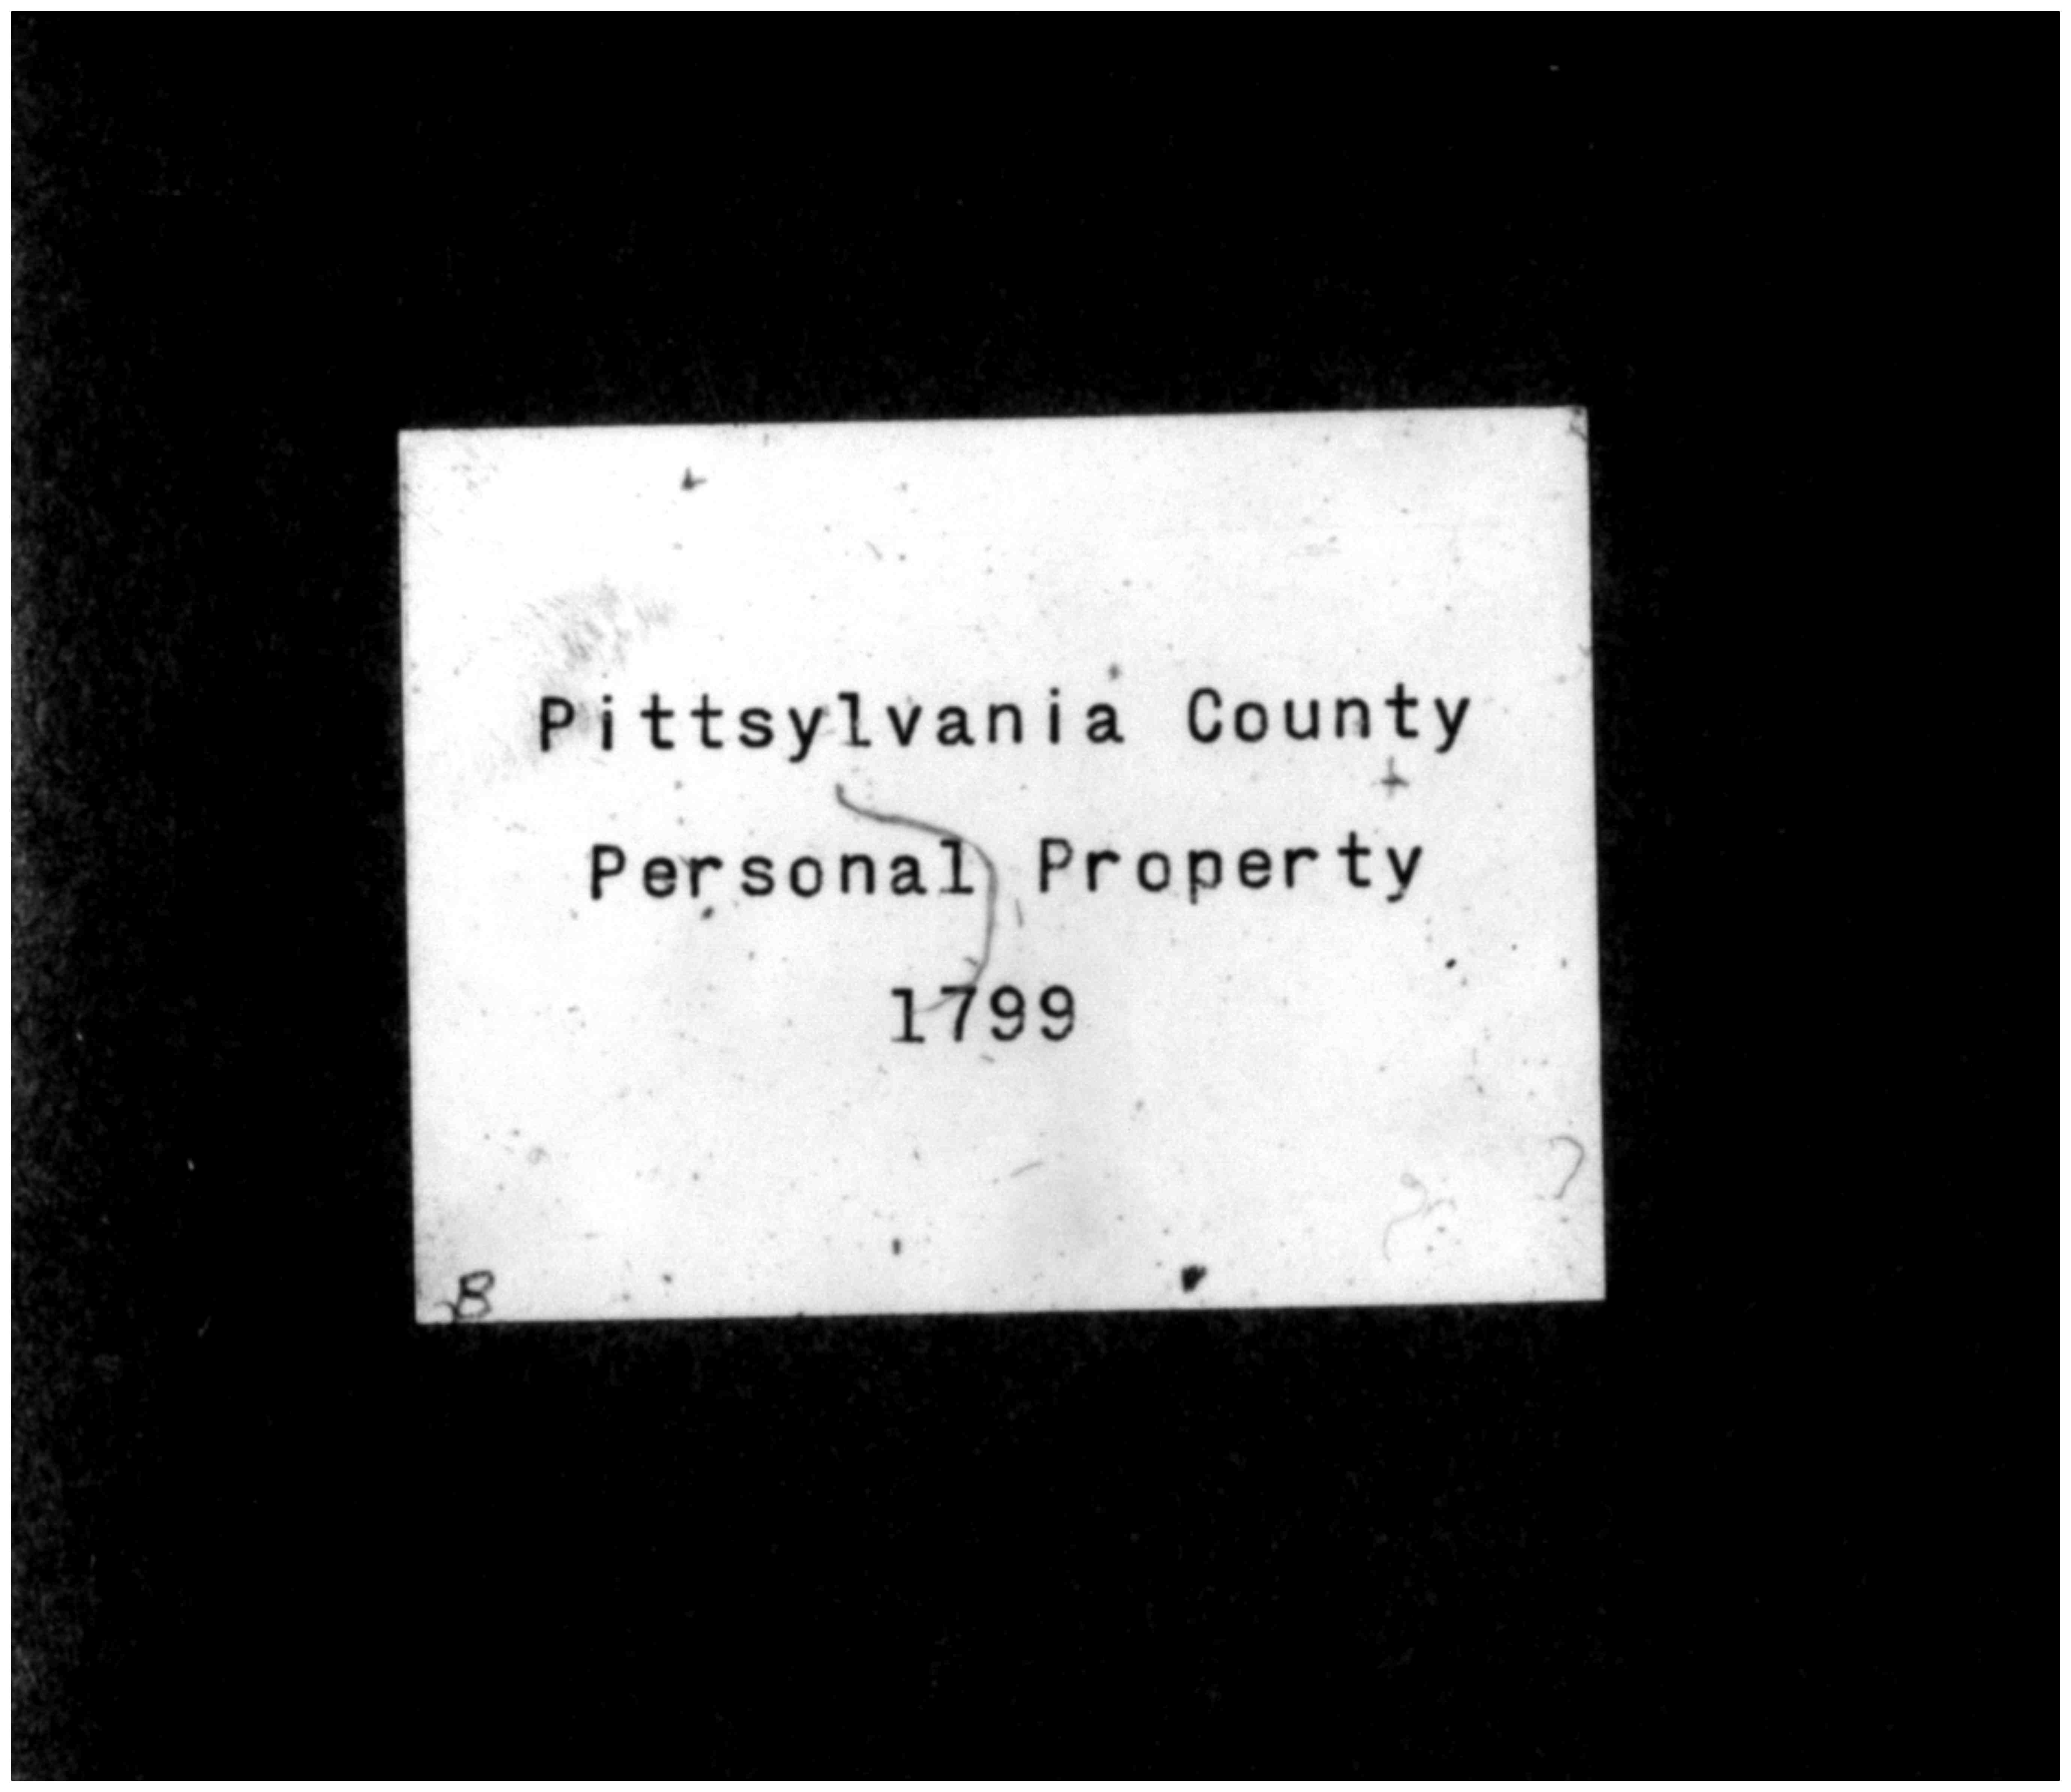 Pittsylvania County
Personal Property
1799
B